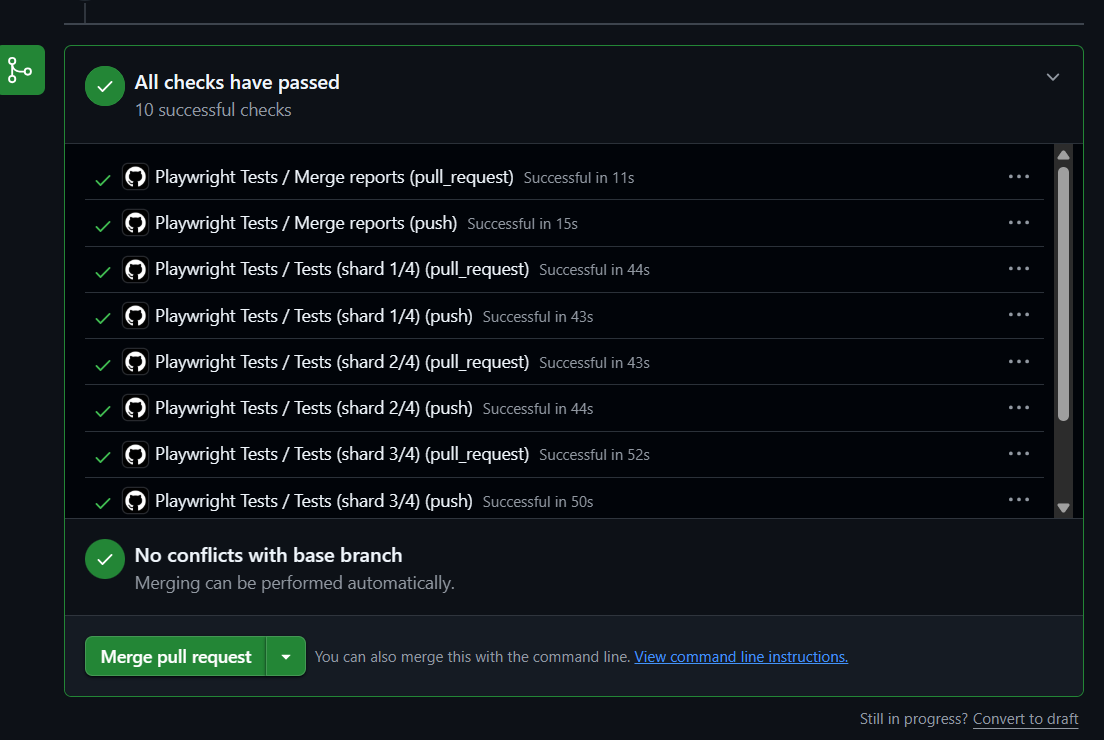 All checks have passed
10 successful checks
Playwright Tests / Merge reports (pull_request) Successful in 11s
Playwright Tests / Merge reports (push) Successful in 15s
Playwright Tests / Tests (shard 1/4) (pull_request) Successful in 44s
Playwright Tests / Tests (shard 1/4) (push) Successful in 43s
Playwright Tests / Tests (shard 2/4) (pull_request) Successful in 43s
Playwright Tests / Tests (shard 2/4) (push) Successful in 44s
Playwright Tests / Tests (shard 3/4) (pull_request) Successful in 52s
Playwright Tests / Tests (shard 3/4) (push) Successful in 50s
No conflicts with base branch
Merging can be performed automatically.
Merge pull request You can also merge this with the command line. View command line instructions.
Still in progress? Convert to draft